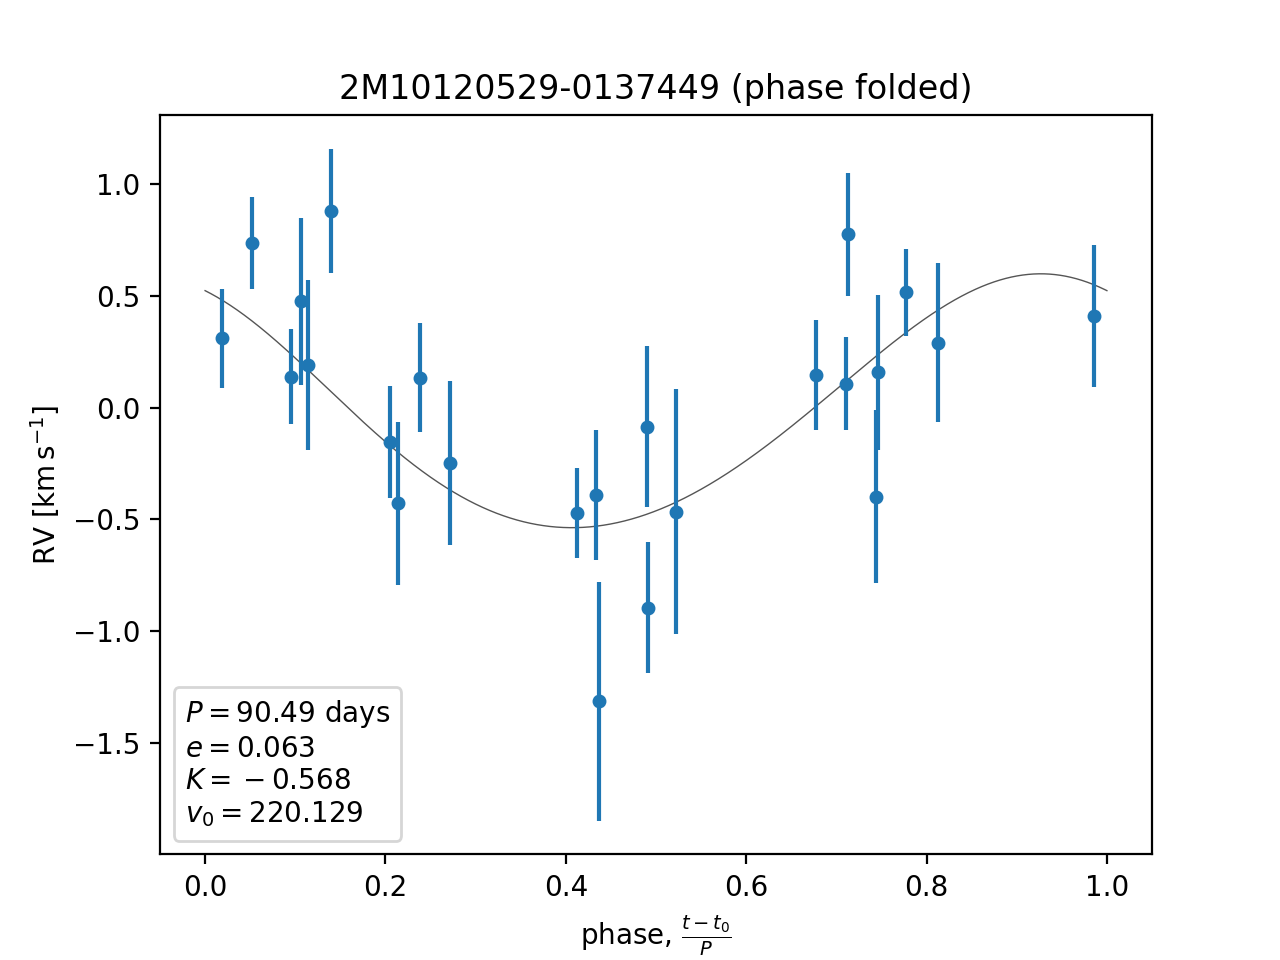 2M10120529-0137449 (phase folded)
RV [km s⁻¹]
1.0
0.5
0.0
−0.5
−1.0
−1.5
P = 90.49 days
e = 0.063
K = −0.568
v₀ = 220.129
0.0 0.2 0.4 0.6 0.8 1.0
phase, (t − t₀)/P